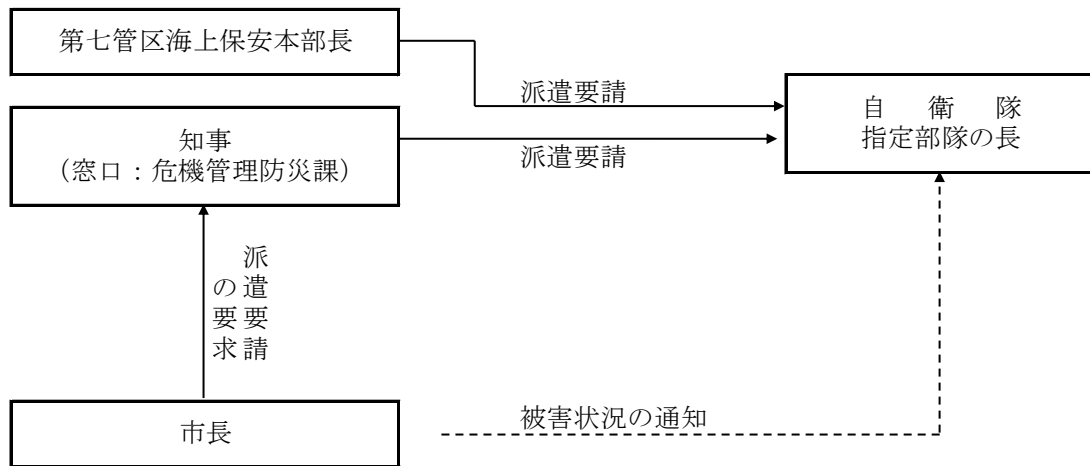 第七管区海上保安本部長
派遣要請
自衛隊
指定部隊の長
知事
（窓口：危機管理防災課）
派遣要請
派遣要請
の要求
市長
被害状況の通知